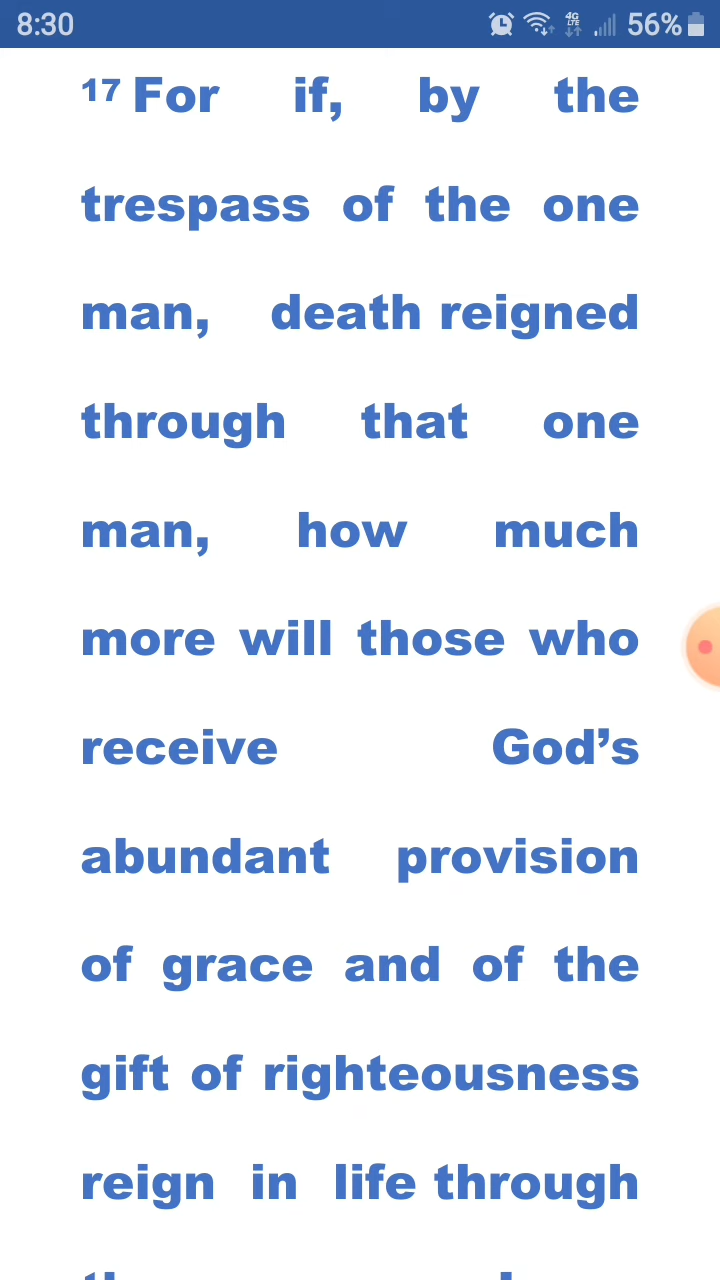 8:30 4G LTE 56%
17 For if, by the
trespass of the one
man, death reigned
through that one
man, how much
more will those who
receive God’s
abundant provision
of grace and of the
gift of righteousness
reign in life through